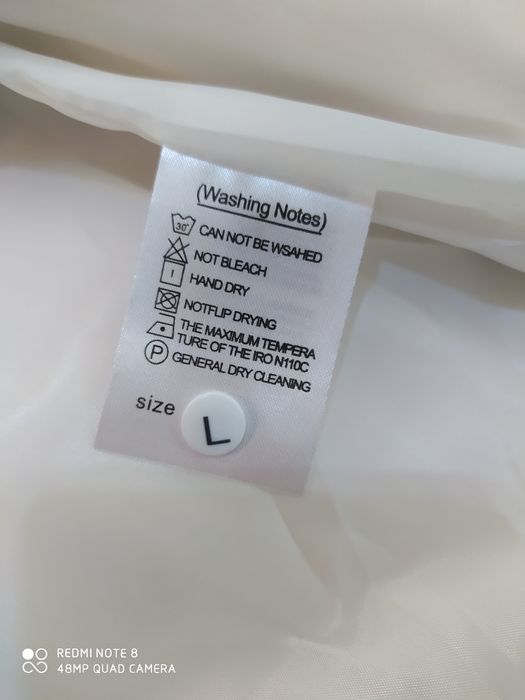 (Washing Notes)
30°
CAN NOT BE WSAHED
NOT BLEACH
HAND DRY
NOTFLIP DRYING
THE MAXIMUM TEMPERA
TURE OF THE IRO N110C
P
GENERAL DRY CLEANING
size L
REDMI NOTE 8
48MP QUAD CAMERA